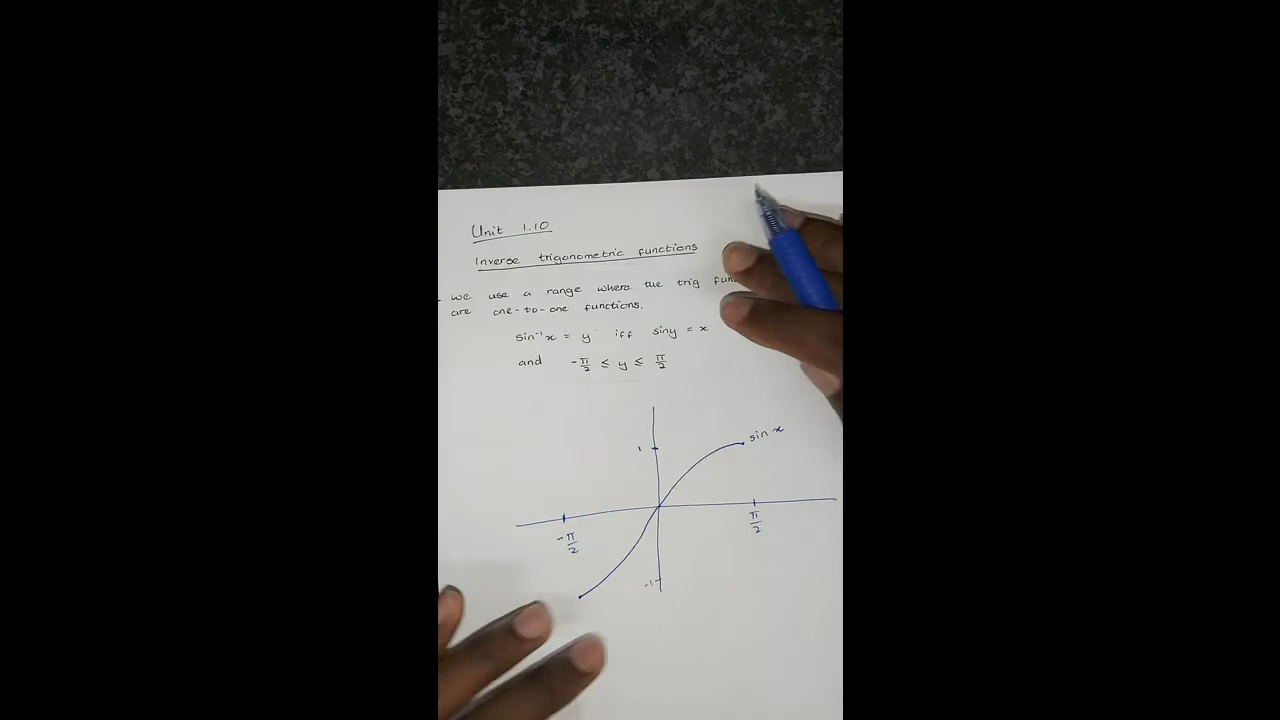 Unit 1.10
Inverse trigonometric functions
- we use a range where the trig
are one-to-one functions.
sin⁻¹x = y iff siny = x
and -π/2 ≤ y ≤ π/2
sin x
1
-π/2
π/2
-1